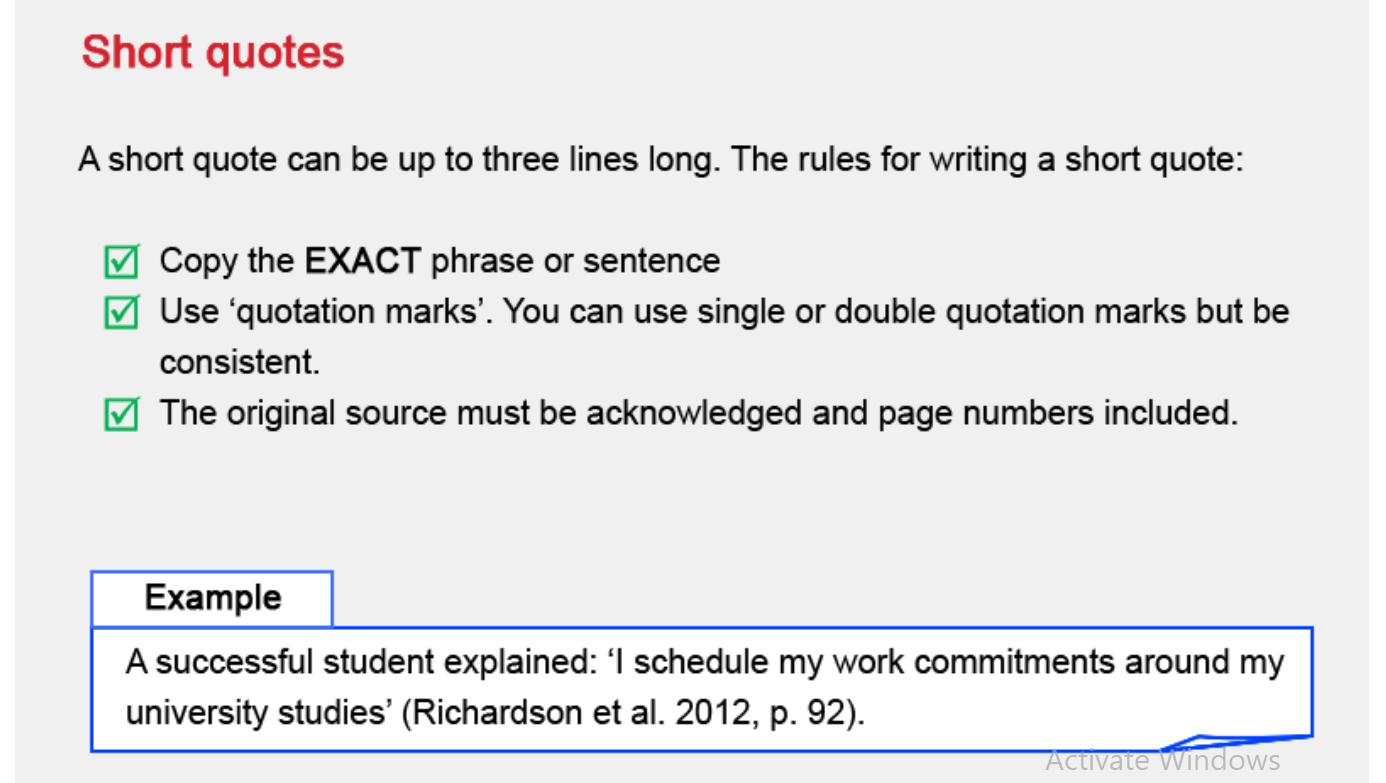 Short quotes
A short quote can be up to three lines long. The rules for writing a short quote:
Copy the EXACT phrase or sentence
Use ‘quotation marks’. You can use single or double quotation marks but be
consistent.
The original source must be acknowledged and page numbers included.
Example
A successful student explained: ‘I schedule my work commitments around my
university studies’ (Richardson et al. 2012, p. 92).
Activate Windows